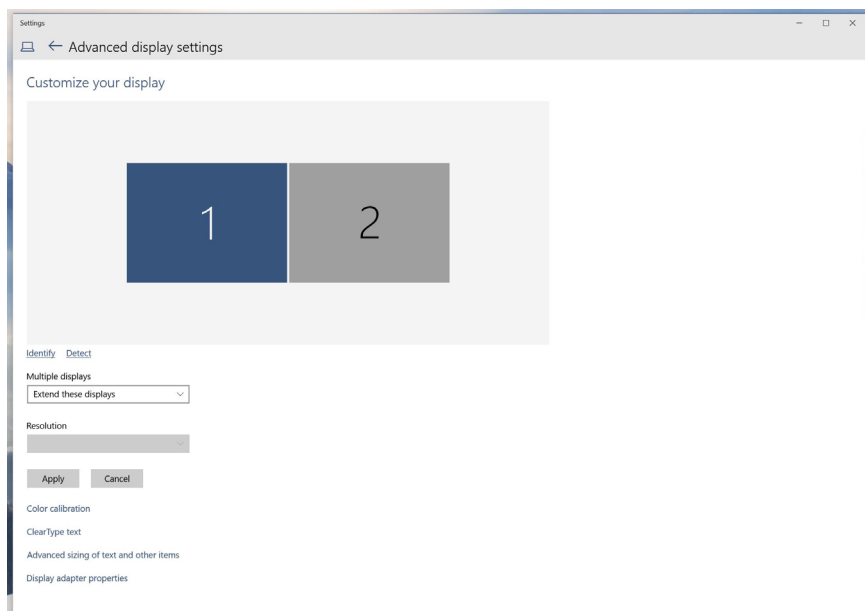 Settings
Advanced display settings
Customize your display
1 2
Identify Detect
Multiple displays
Extend these displays
Resolution
Apply Cancel
Color calibration
ClearType text
Advanced sizing of text and other items
Display adapter properties